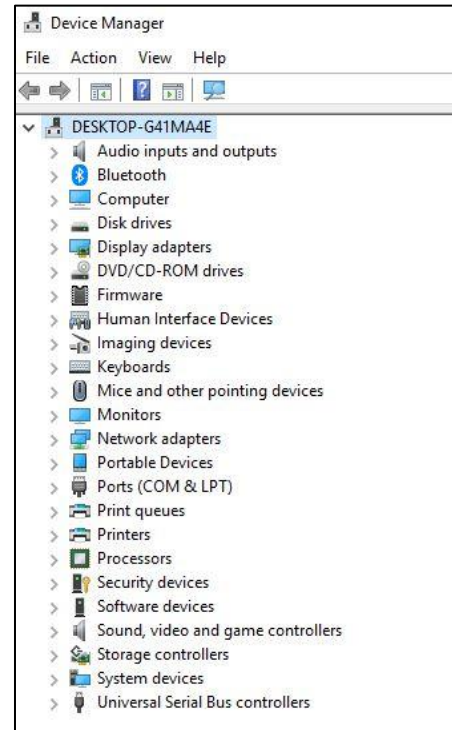 Device Manager
File Action View Help
DESKTOP-G41MA4E
Audio inputs and outputs
Bluetooth
Computer
Disk drives
Display adapters
DVD/CD-ROM drives
Firmware
Human Interface Devices
Imaging devices
Keyboards
Mice and other pointing devices
Monitors
Network adapters
Portable Devices
Ports (COM & LPT)
Print queues
Printers
Processors
Security devices
Software devices
Sound, video and game controllers
Storage controllers
System devices
Universal Serial Bus controllers